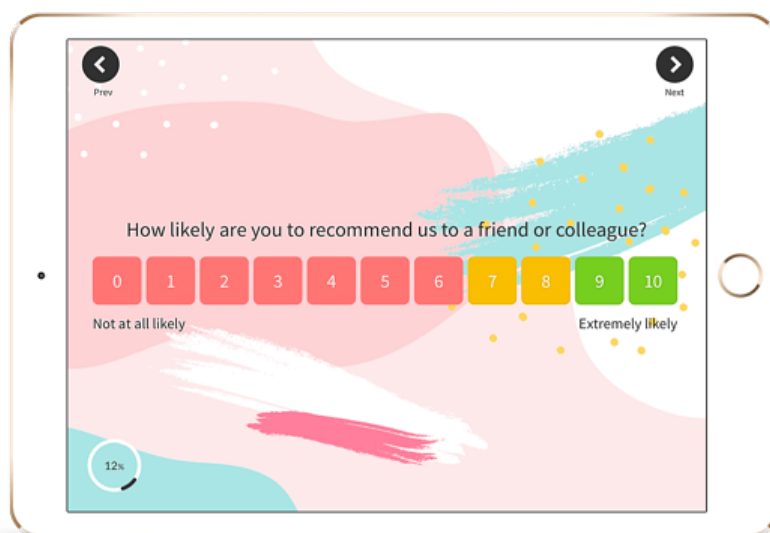 Prev
Next
How likely are you to recommend us to a friend or colleague?
0 1 2 3 4 5 6 7 8 9 10
Not at all likely
Extremely likely
12%